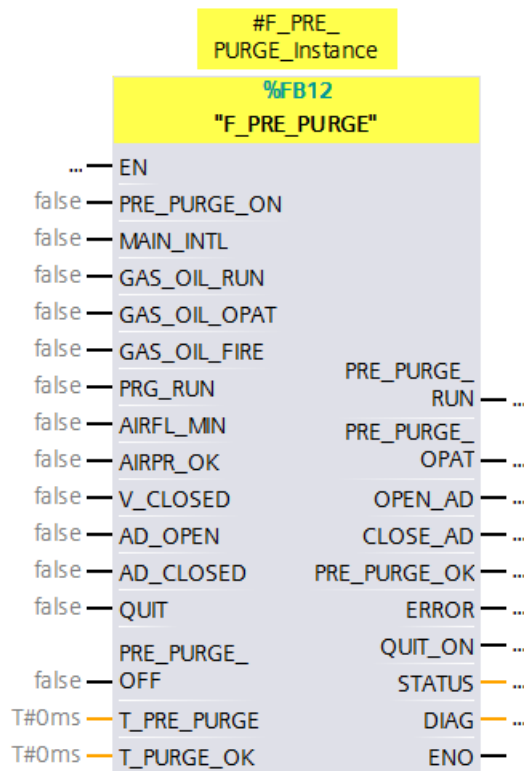 #F_PRE_
PURGE_Instance
%FB12
"F_PRE_PURGE"
... EN
false PRE_PURGE_ON
false MAIN_INTL
false GAS_OIL_RUN
false GAS_OIL_OPAT
false GAS_OIL_FIRE
false PRG_RUN
false AIRFL_MIN
false AIRPR_OK
false V_CLOSED
false AD_OPEN
false AD_CLOSED
false QUIT
PRE_PURGE_
false OFF
T#0ms T_PRE_PURGE
T#0ms T_PURGE_OK
PRE_PURGE_
RUN ...
PRE_PURGE_
OPAT ...
OPEN_AD ...
CLOSE_AD ...
PRE_PURGE_OK ...
ERROR ...
QUIT_ON ...
STATUS ...
DIAG ...
ENO